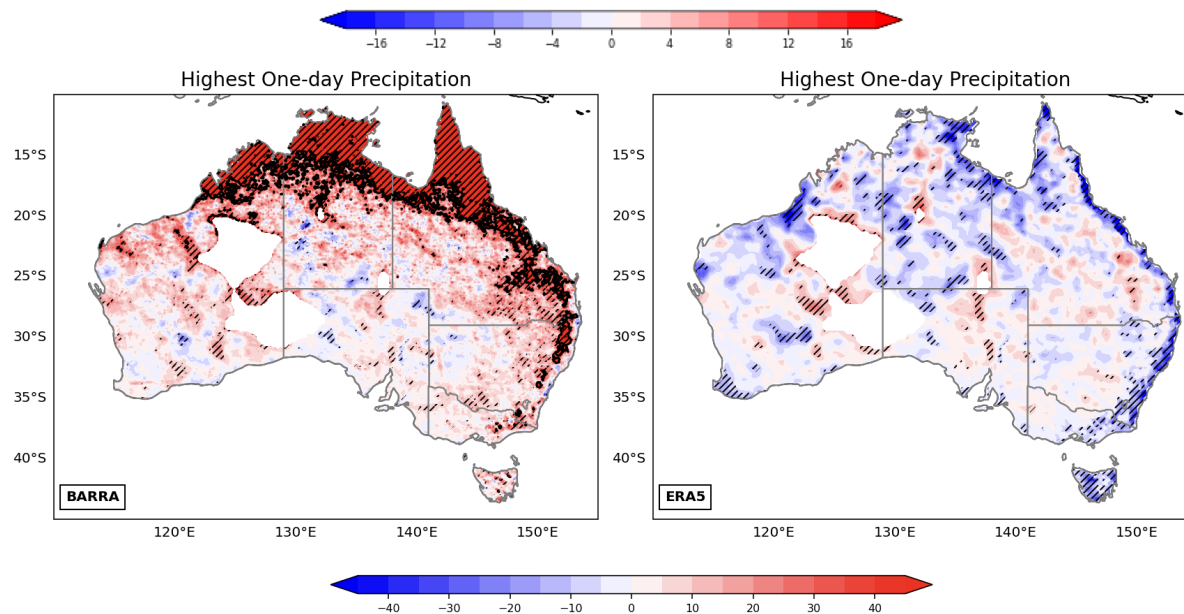 −16 −12 −8 −4 0 4 8 12 16
Highest One-day Precipitation Highest One-day Precipitation
15°S 15°S
20°S 20°S
25°S 25°S
30°S 30°S
35°S 35°S
40°S 40°S
BARRA ERA5
120°E 130°E 140°E 150°E 120°E 130°E 140°E 150°E
−40 −30 −20 −10 0 10 20 30 40